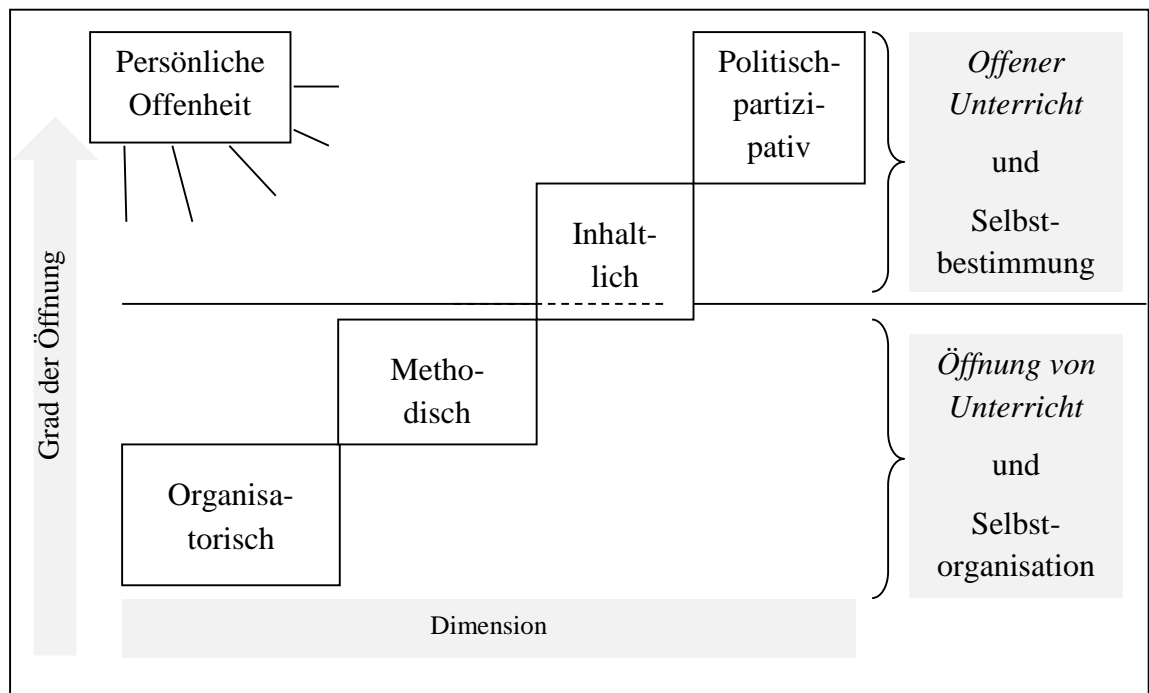 Persönliche
Offenheit
Politisch-
partizi-
pativ
Offener
Unterricht
und
Selbst-
bestimmung
Inhalt-
lich
Grad der Öffnung
Metho-
disch
Öffnung von
Unterricht
und
Selbst-
organisation
Organisa-
torisch
Dimension